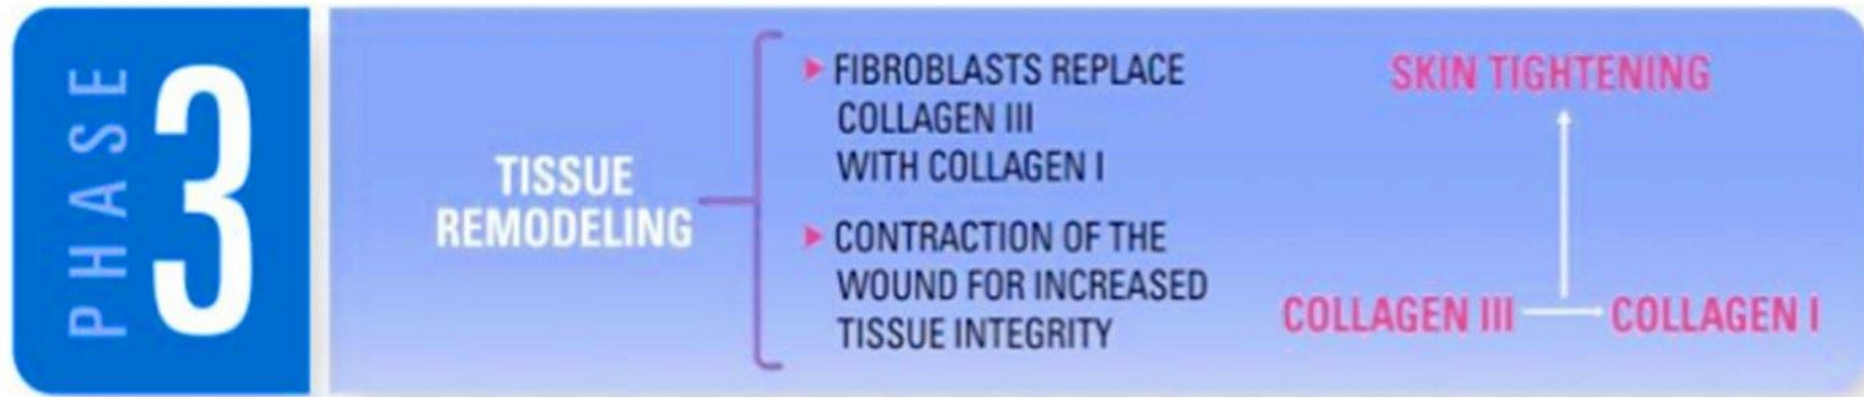 PHASE
3
TISSUE
REMODELING
▶ FIBROBLASTS REPLACE
COLLAGEN III
WITH COLLAGEN I
▶ CONTRACTION OF THE
WOUND FOR INCREASED
TISSUE INTEGRITY
SKIN TIGHTENING
COLLAGEN III
COLLAGEN I